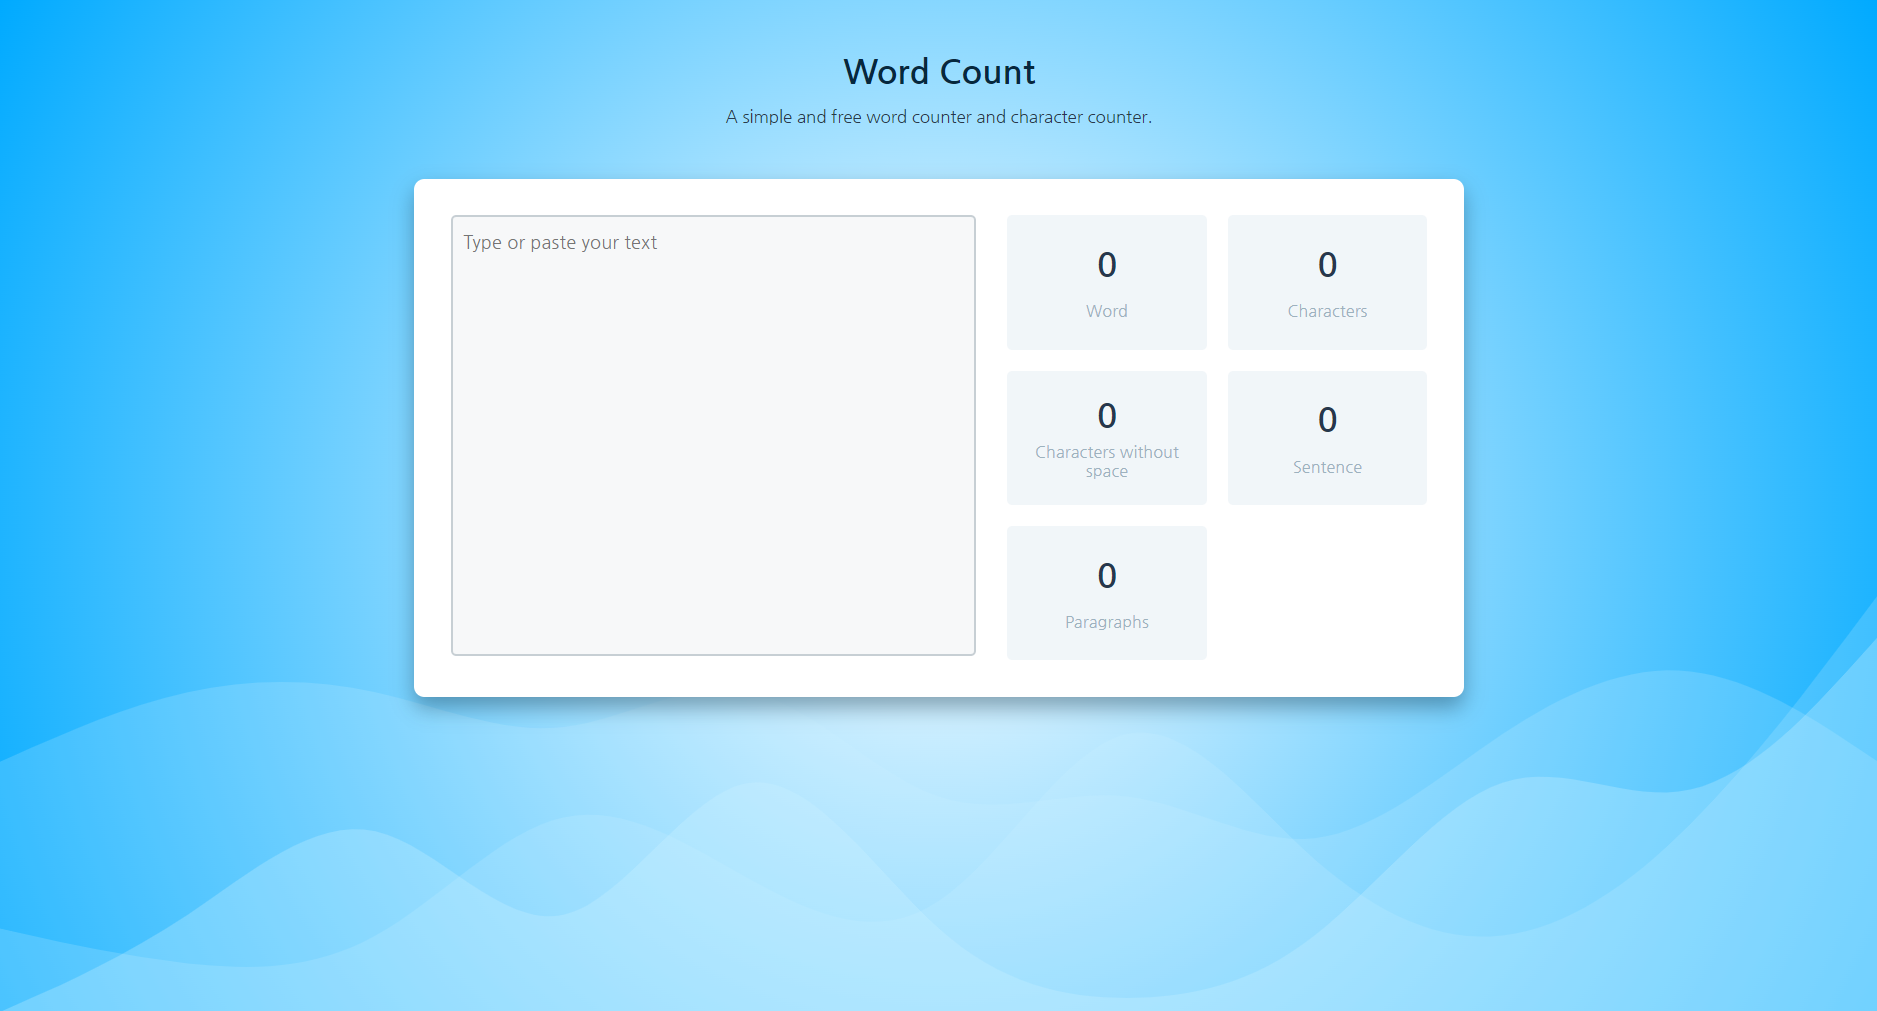 Word Count
A simple and free word counter and character counter.
Type or paste your text
0
Word
0
Characters
0
Characters without
space
0
Sentence
0
Paragraphs